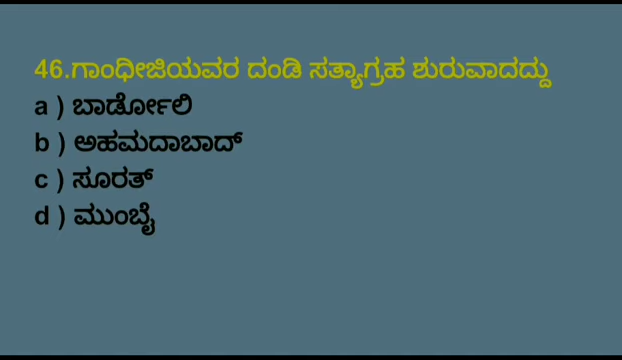 46.ಗಾಂಧೀಜಿಯವರ ದಂಡಿ ಸತ್ಯಾಗ್ರಹ ಶುರುವಾದದ್ದು
a ) ಬಾರ್ಡೋಲಿ
b ) ಅಹಮದಾಬಾದ್
c ) ಸೂರತ್
d ) ಮುಂಬೈ